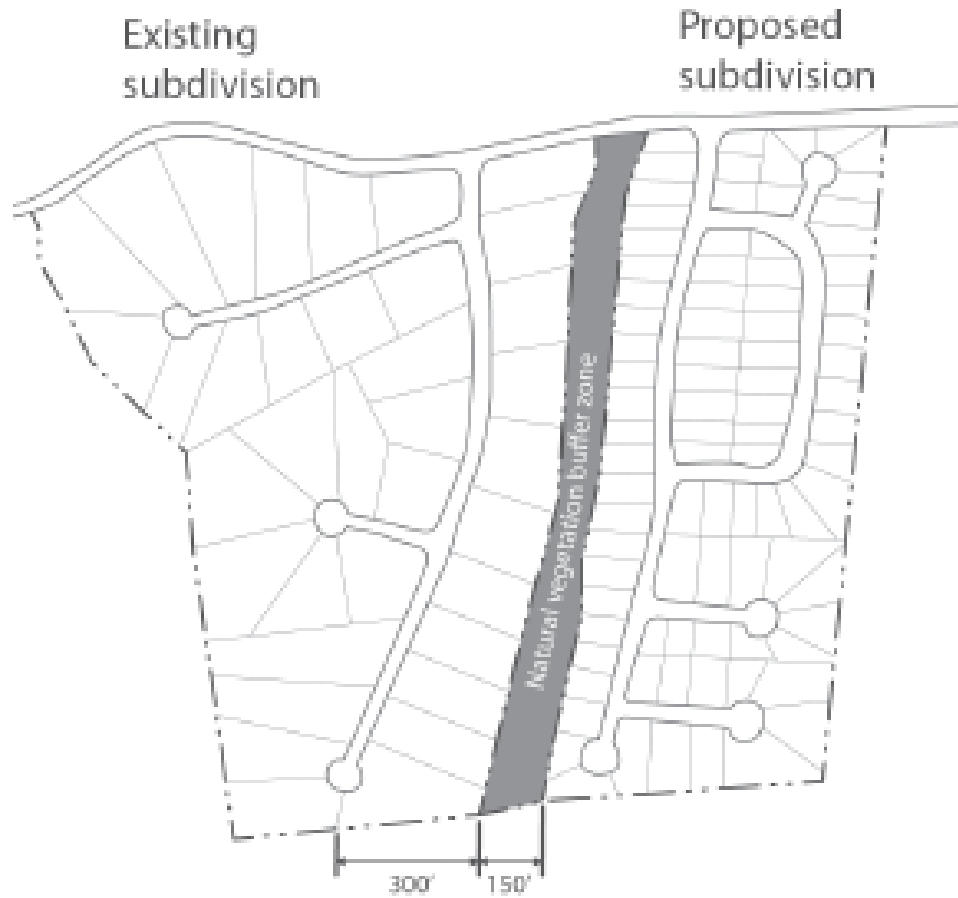 Existing
subdivision
Proposed
subdivision
Natural vegetation buffer zone
300'
150'